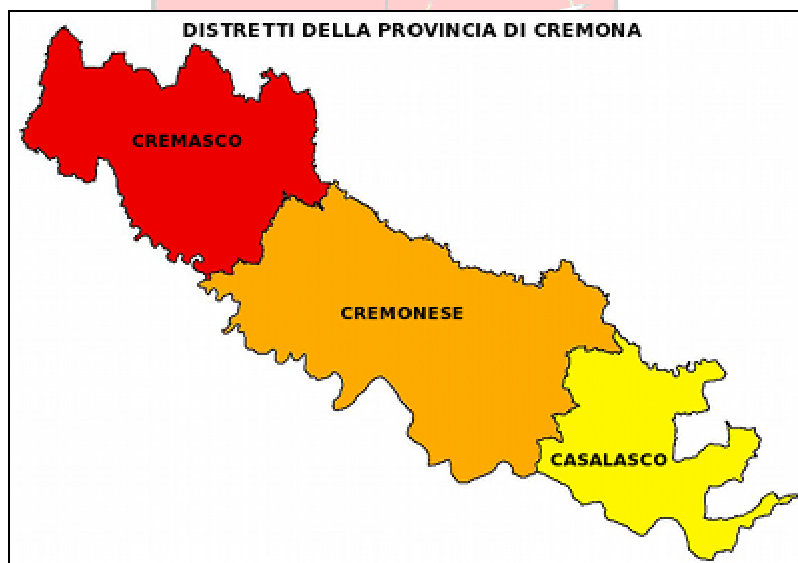 DISTRETTI DELLA PROVINCIA DI CREMONA
CREMASCO
CREMONESE
CASALASCO